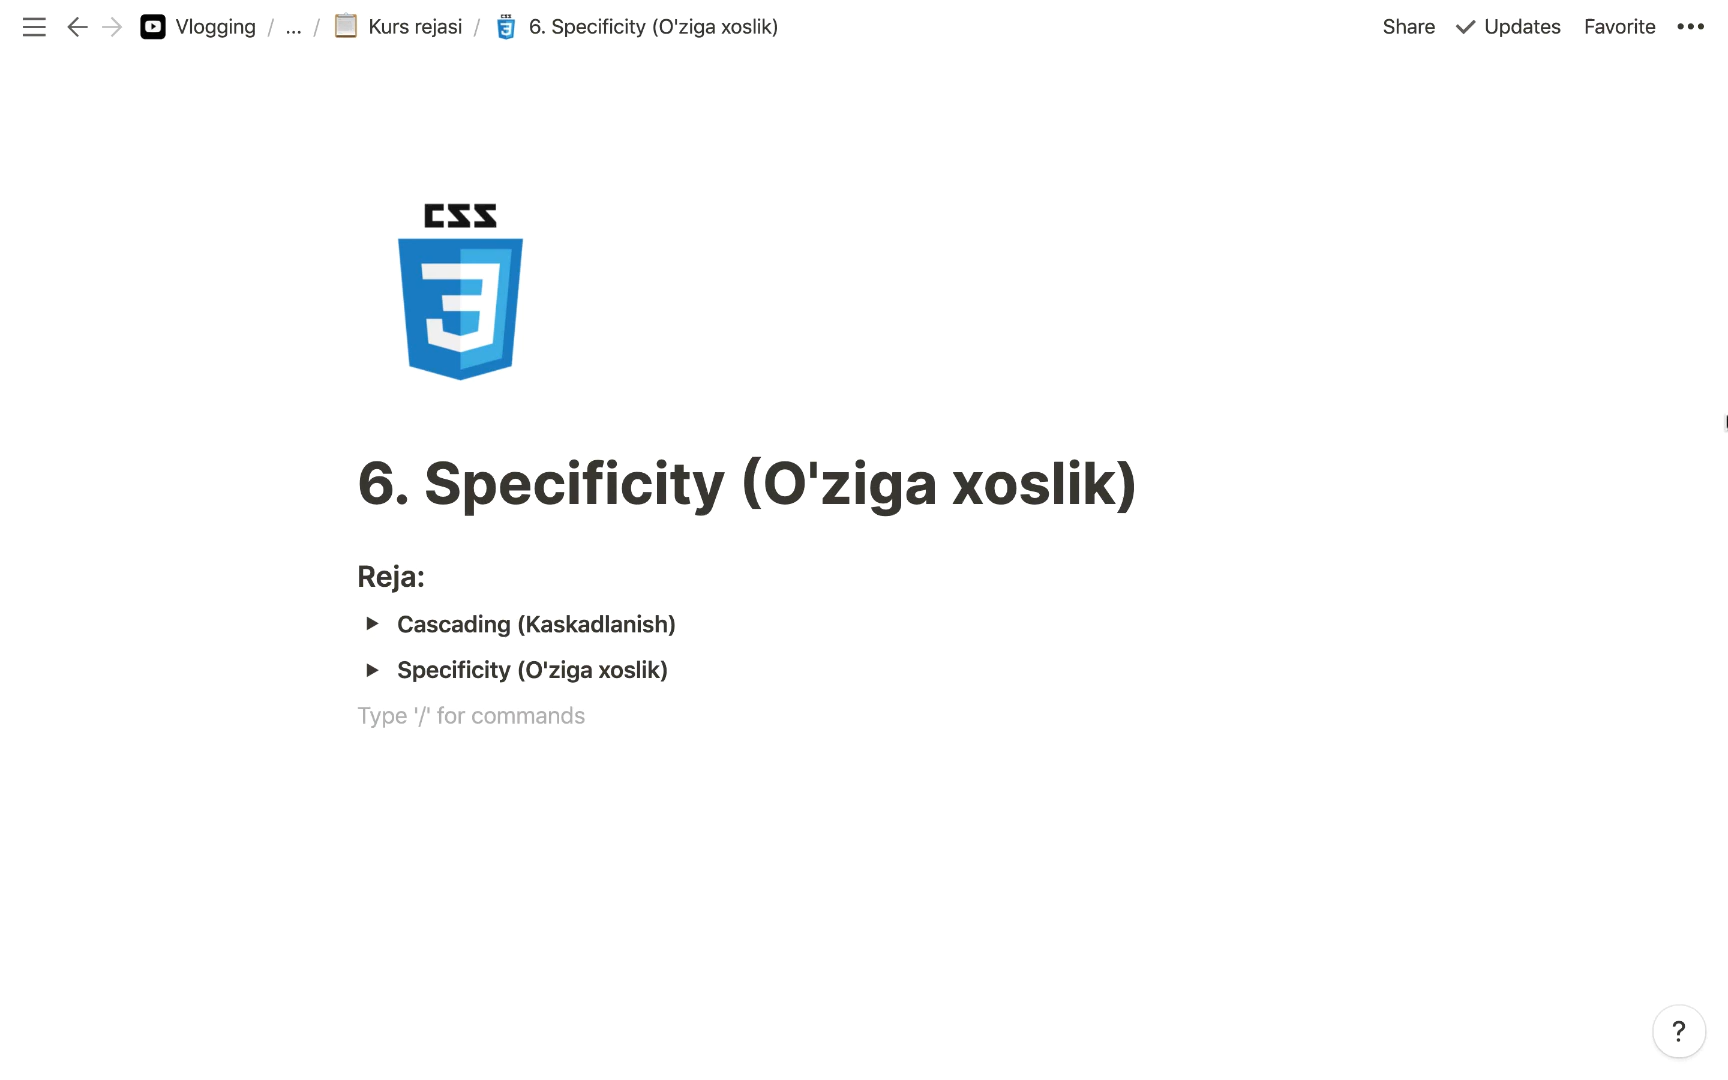 Vlogging / ... / Kurs rejasi / 6. Specificity (O'ziga xoslik)
Share Updates Favorite
CSS
3
6. Specificity (O'ziga xoslik)
Reja:
Cascading (Kaskadlanish)
Specificity (O'ziga xoslik)
Type '/' for commands
?